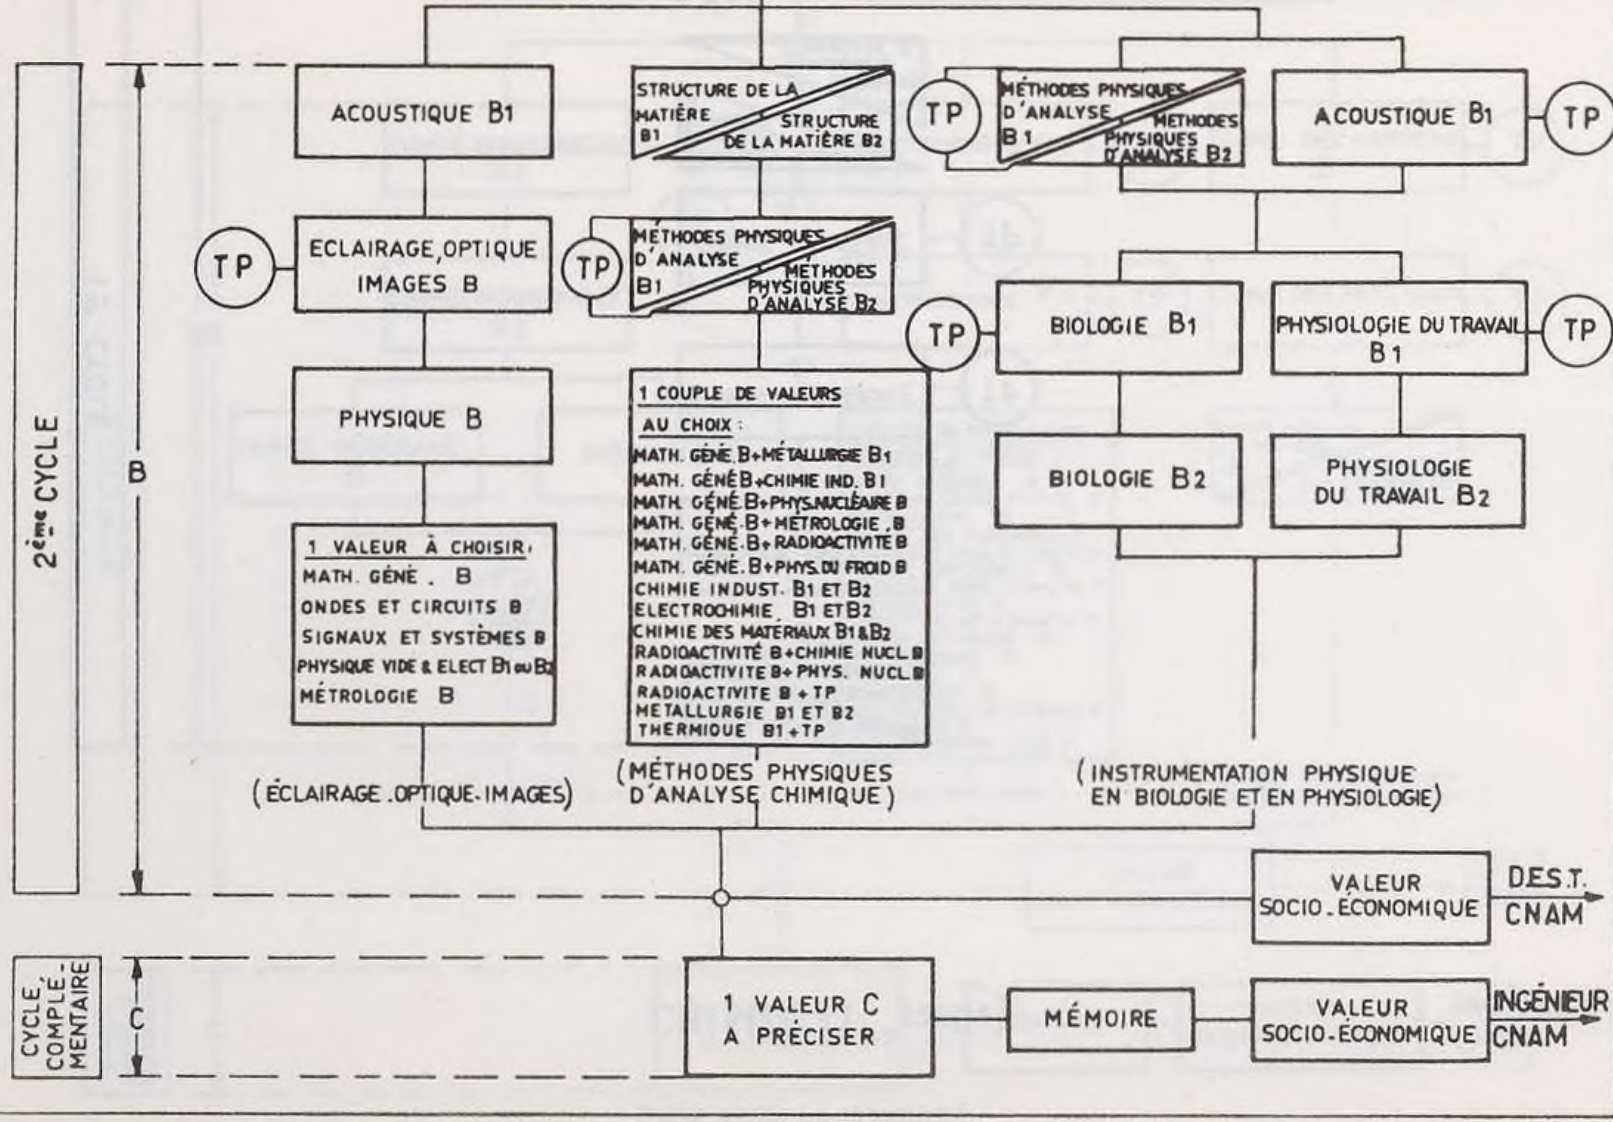 2ème CYCLE
B
ACOUSTIQUE B1
TP
ECLAIRAGE, OPTIQUE
IMAGES B
PHYSIQUE B
1 VALEUR À CHOISIR:
MATH. GÉNÉ. B
ONDES ET CIRCUITS B
SIGNAUX ET SYSTÈMES B
PHYSIQUE VIDE & ELECT B1 ou B2
MÉTROLOGIE B
(ÉCLAIRAGE.OPTIQUE-IMAGES)
STRUCTURE DE LA
MATIÈRE
B1
STRUCTURE
DE LA MATIÈRE B2
TP
MÉTHODES PHYSIQUES
D'ANALYSE
B1
MÉTHODES
PHYSIQUES
D'ANALYSE B2
1 COUPLE DE VALEURS
AU CHOIX :
MATH. GÉNÉ. B+MÉTALLURGIE B1
MATH. GÉNÉ B+CHIMIE IND. B1
MATH. GÉNÉ. B+PHYS.NUCLÉAIRE B
MATH. GÉNÉ. B+MÉTROLOGIE . B
MATH. GÉNÉ. B+RADIOACTIVITÉ B
MATH. GÉNÉ. B+PHYS. DU FROID B
CHIMIE INDUST. B1 ET B2
ELECTROCHIMIE. B1 ET B2
CHIMIE DES MATÉRIAUX B1&B2
RADIOACTIVITÉ B+CHIMIE NUCL. B
RADIOACTIVITE B+ PHYS. NUCL. B
RADIOACTIVITE B + TP
METALLURGIE B1 ET B2
THERMIQUE B1+TP
(MÉTHODES PHYSIQUES
D'ANALYSE CHIMIQUE)
TP
MÉTHODES PHYSIQUES
D'ANALYSE
B1
METHODES
PHYSIQUES
D'ANALYSE B2
ACOUSTIQUE B1
TP
TP
BIOLOGIE B1
PHYSIOLOGIE DU TRAVAIL
B1
TP
BIOLOGIE B2
PHYSIOLOGIE
DU TRAVAIL B2
(INSTRUMENTATION PHYSIQUE
EN BIOLOGIE ET EN PHYSIOLOGIE)
VALEUR
SOCIO-ÉCONOMIQUE
D.E.S.T.
CNAM
CYCLE
COMPLÉ-
MENTAIRE
C
1 VALEUR C
A PRÉCISER
MÉMOIRE
VALEUR
SOCIO-ÉCONOMIQUE
INGÉNIEUR
CNAM